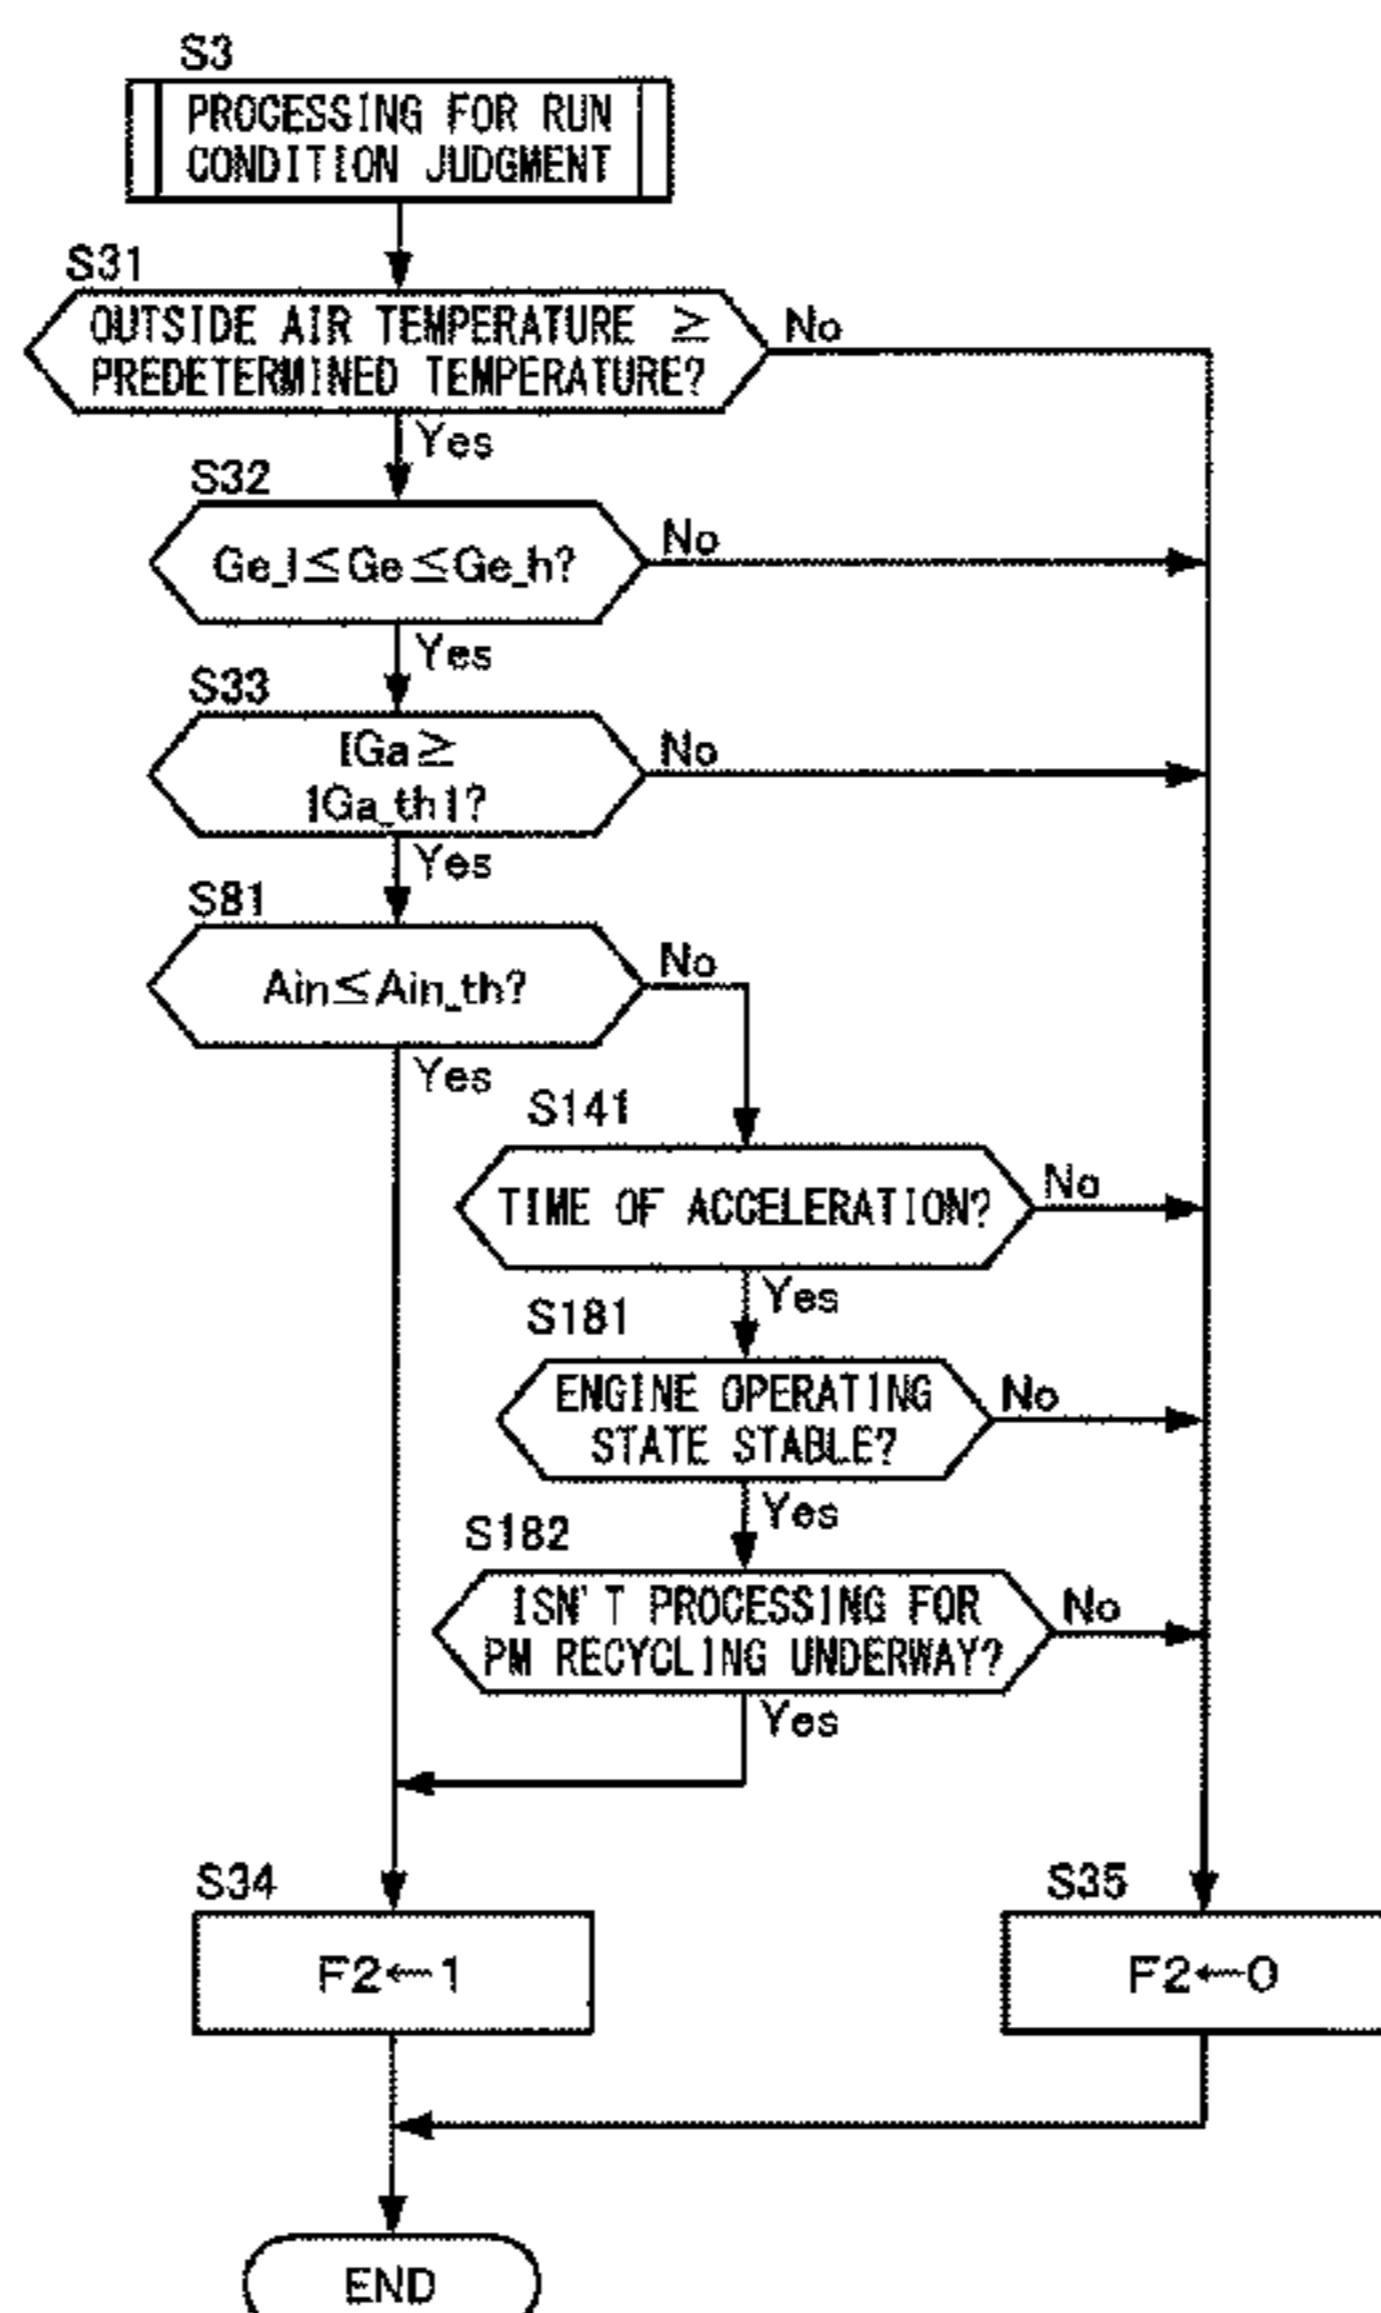 S3
PROCESSING FOR RUN
CONDITION JUDGMENT
S31
OUTSIDE AIR TEMPERATURE ≥
PREDETERMINED TEMPERATURE?
No
Yes
S32
Ge_l≤Ge≤Ge_h?
No
Yes
S33
IGa≥
IGa_th1?
No
Yes
S81
Ain≤Ain_th?
No
Yes
S141
TIME OF ACCELERATION?
No
Yes
S181
ENGINE OPERATING
STATE STABLE?
No
Yes
S182
ISN'T PROCESSING FOR
PM RECYCLING UNDERWAY?
No
Yes
S34
F2←1
S35
F2←0
END